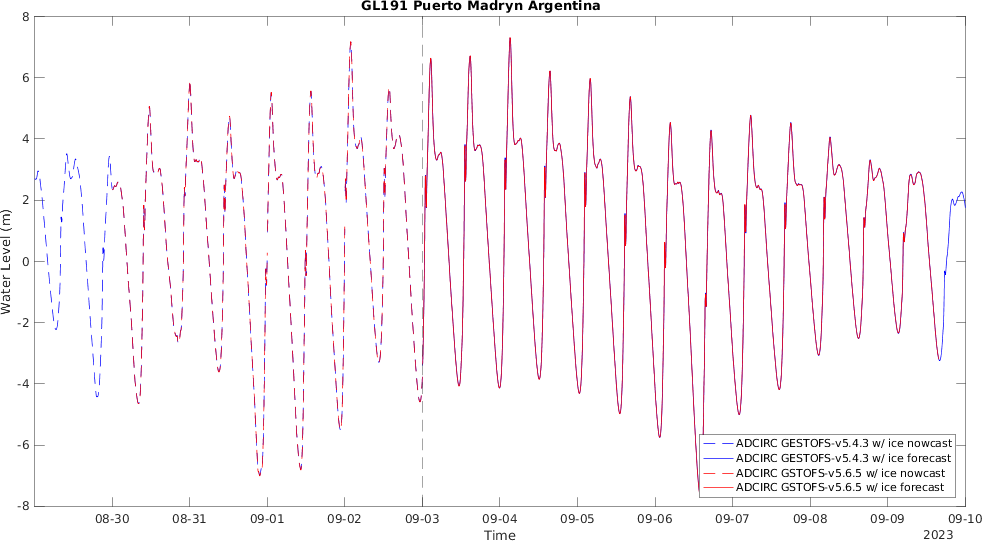 GL191 Puerto Madryn Argentina
8
6
4
2
0
-2
-4
-6
-8
Water Level (m)
ADCIRC GESTOFS-v5.4.3 w/ ice nowcast
ADCIRC GESTOFS-v5.4.3 w/ ice forecast
ADCIRC GSTOFS-v5.6.5 w/ ice nowcast
ADCIRC GSTOFS-v5.6.5 w/ ice forecast
08-30 08-31 09-01 09-02 09-03 09-04 09-05 09-06 09-07 09-08 09-09 09-10
Time 2023